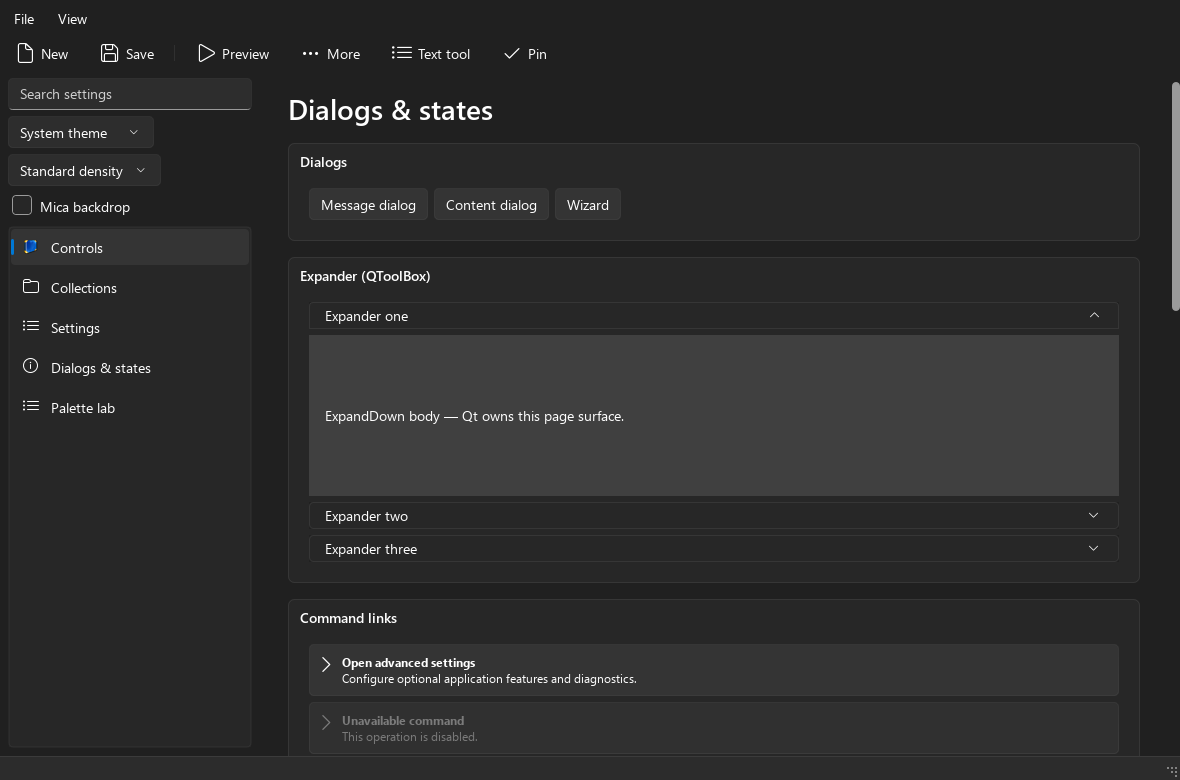 File View
New Save Preview More Text tool Pin
Search settings
System theme
Standard density
Mica backdrop
Controls
Collections
Settings
Dialogs & states
Palette lab
Dialogs & states
Dialogs
Message dialog Content dialog Wizard
Expander (QToolBox)
Expander one
ExpandDown body — Qt owns this page surface.
Expander two
Expander three
Command links
Open advanced settings
Configure optional application features and diagnostics.
Unavailable command
This operation is disabled.